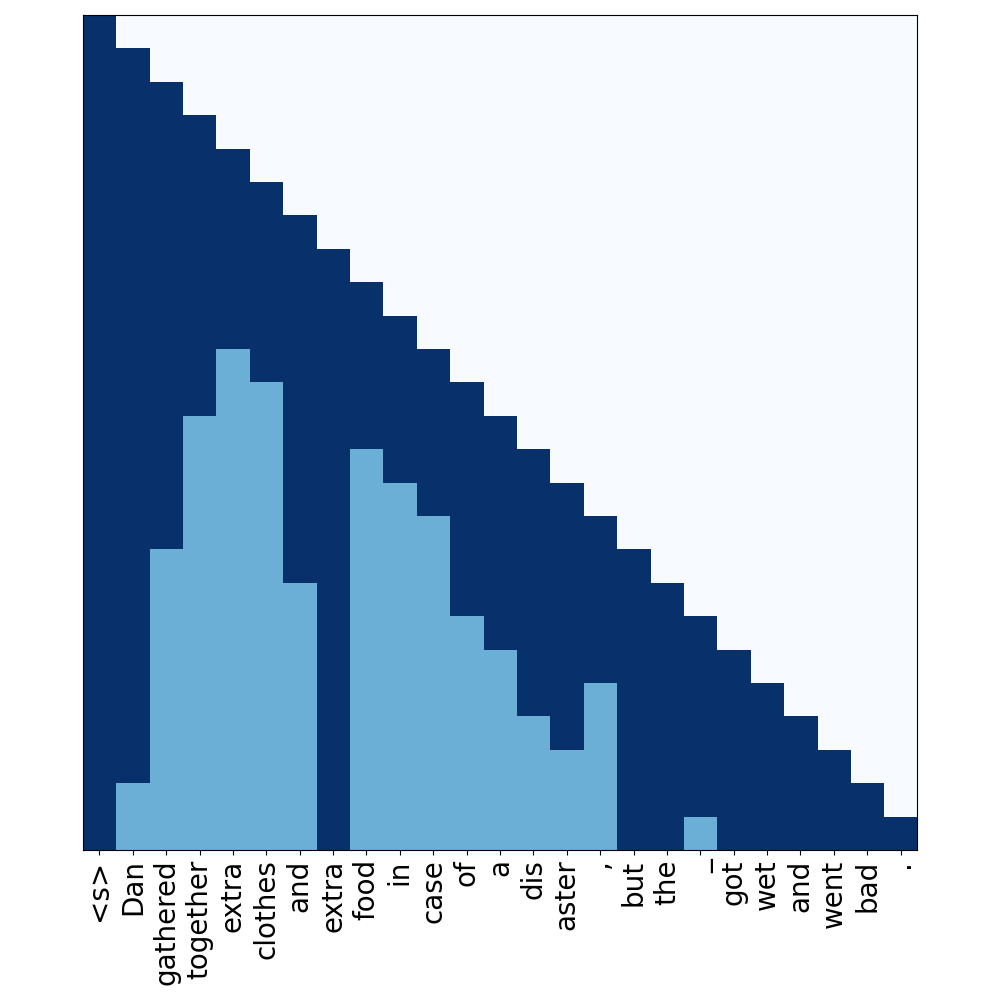 <s>
Dan
gathered
together
extra
clothes
and
extra
food
in
case
of
a
dis
aster
,
but
the
_
got
wet
and
went
bad
.